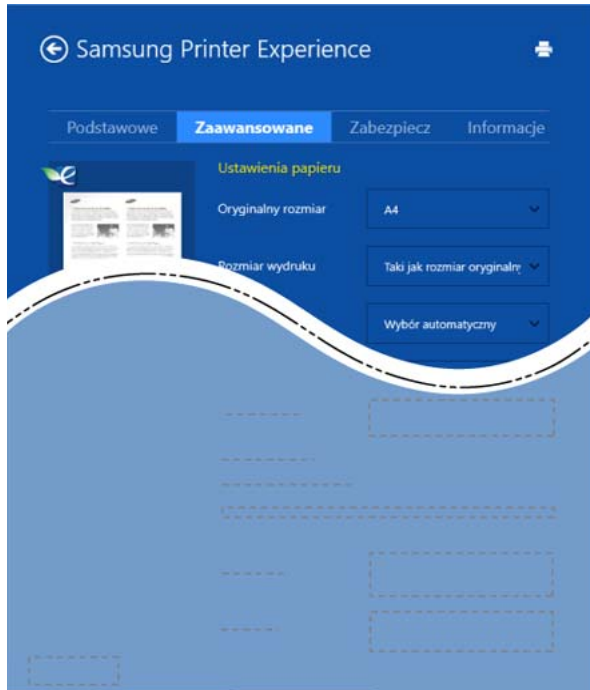 Samsung Printer Experience
Podstawowe Zaawansowane Zabezpiecz Informacje
Ustawienia papieru
Oryginalny rozmiar A4
Rozmiar wydruku Taki jak rozmiar oryginalny
Wybór automatyczny